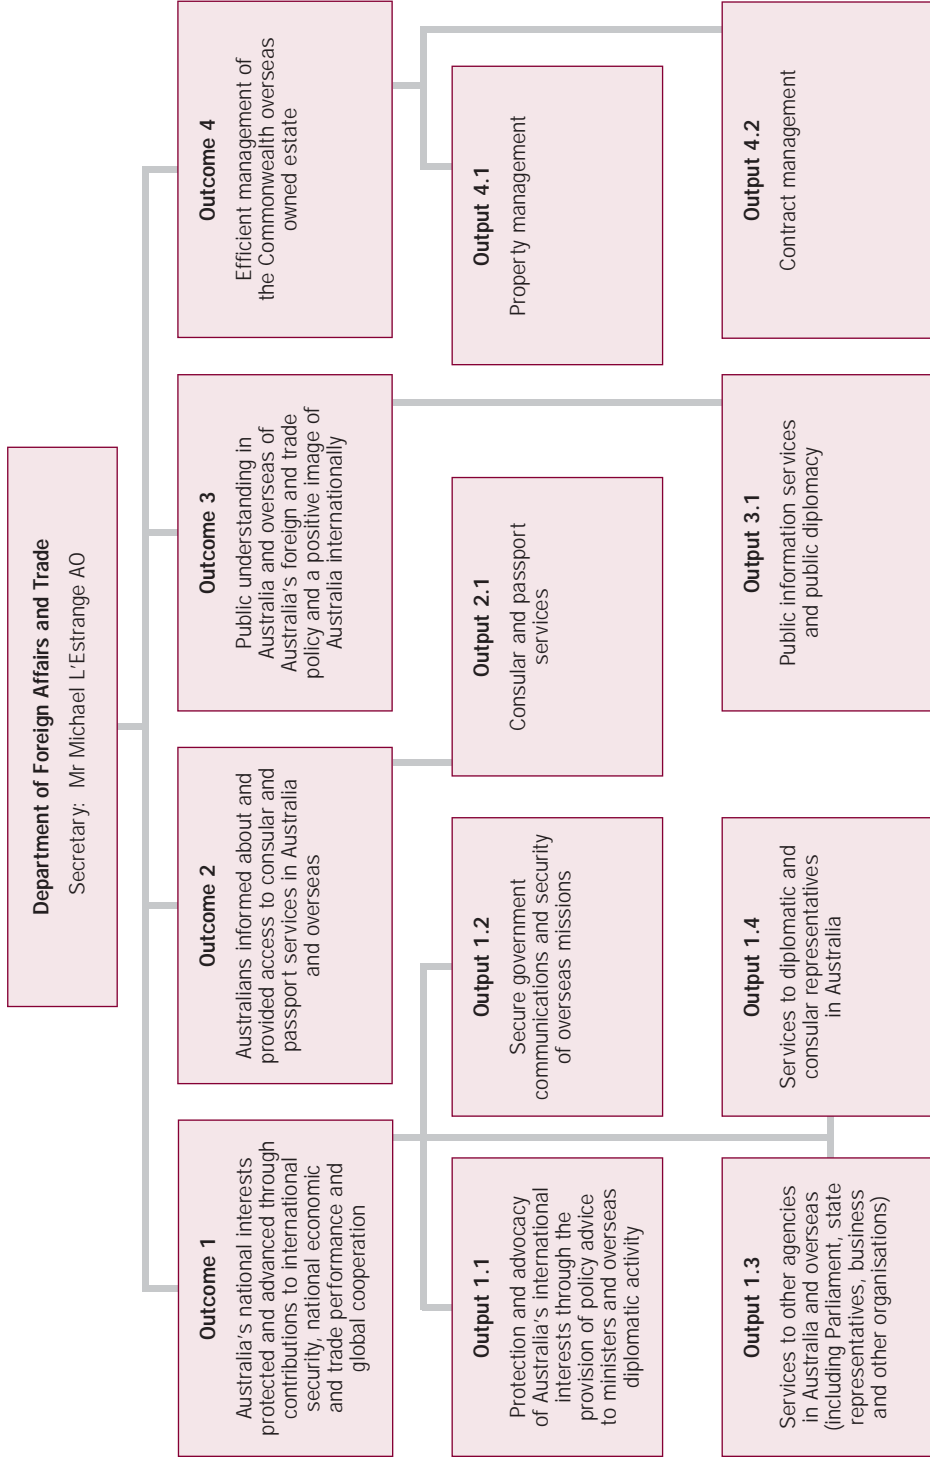 Department of Foreign Affairs and Trade
Secretary: Mr Michael L'Estrange AO
Outcome 1
Australia's national interests
protected and advanced through
contributions to international
security, national economic
and trade performance and
global cooperation
Outcome 2
Australians informed about and
provided access to consular and
passport services in Australia
and overseas
Outcome 3
Public understanding in
Australia and overseas of
Australia's foreign and trade
policy and a positive image of
Australia internationally
Outcome 4
Efficient management of
the Commonwealth overseas
owned estate
Output 1.1
Protection and advocacy
of Australia's international
interests through the
provision of policy advice
to ministers and overseas
diplomatic activity
Output 1.2
Secure government
communications and security
of overseas missions
Output 2.1
Consular and passport
services
Output 4.1
Property management
Output 1.3
Services to other agencies
in Australia and overseas
(including Parliament, state
representatives, business
and other organisations)
Output 1.4
Services to diplomatic and
consular representatives
in Australia
Output 3.1
Public information services
and public diplomacy
Output 4.2
Contract management